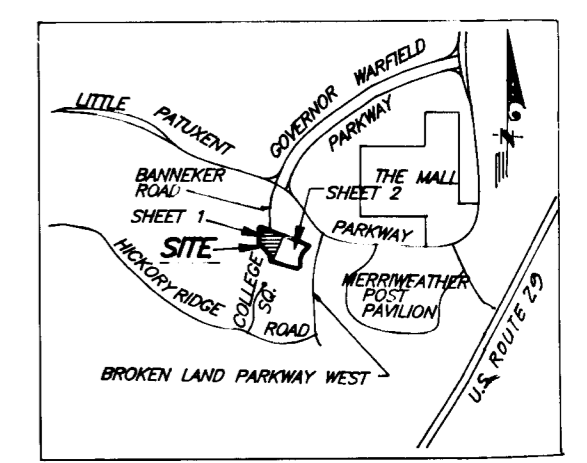 GOVERNOR WARFIELD
PARKWAY
LITTLE PATUXENT
PARKWAY
BANNEKER
ROAD
THE MALL
SHEET 2
SHEET 1
SITE
HICKORY RIDGE
ROAD
COLLEGE
SQ.
MERRIWEATHER
POST
PAVILION
BROKEN LAND PARKWAY WEST
U.S. ROUTE 29
N